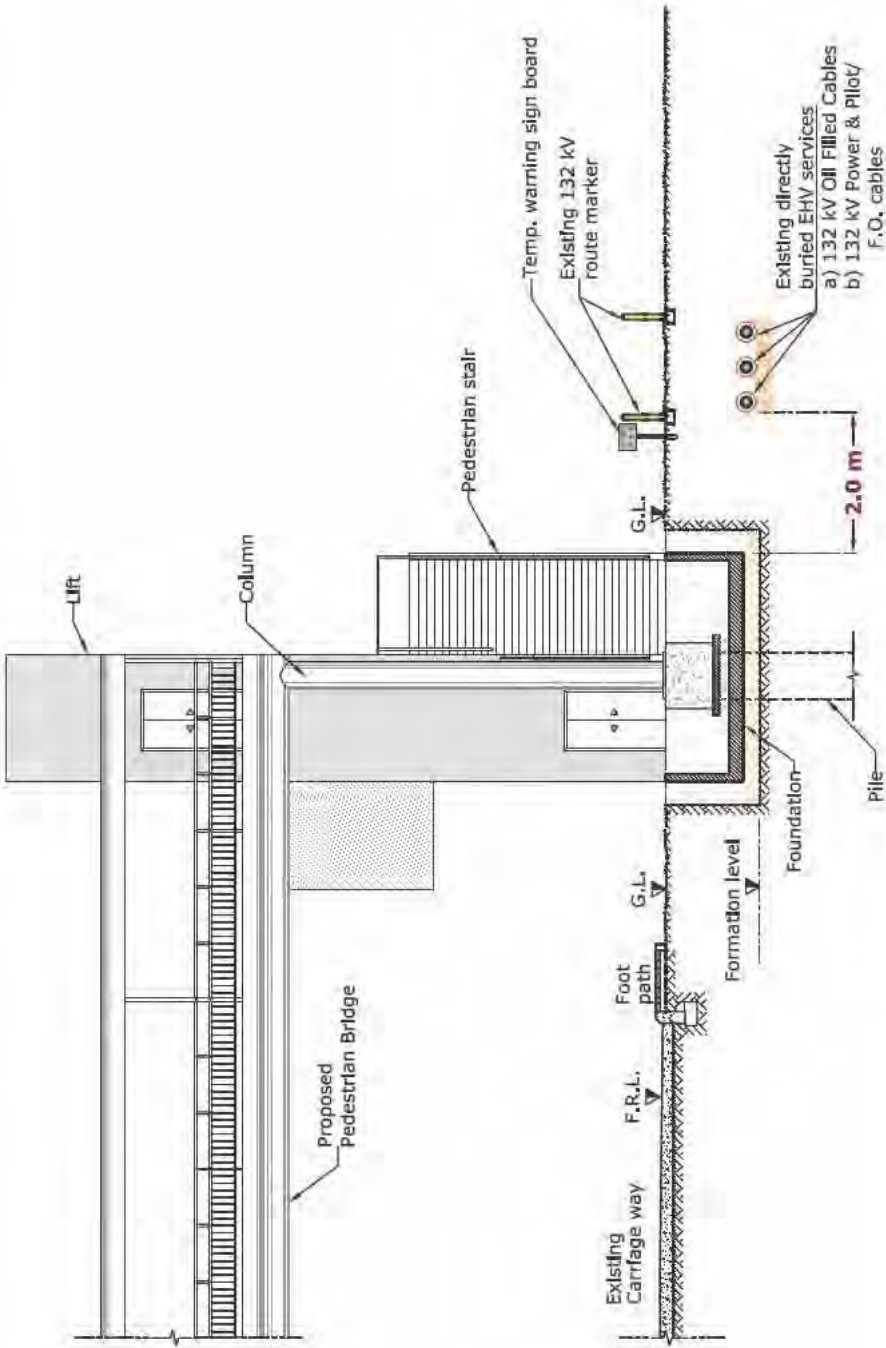 Lift
Column
Pedestrian stair
Temp. warning sign board
Existing 132 kV
route marker
Proposed
Pedestrian Bridge
Existing
Carriage way
F.R.L.
Foot
path
G.L.
G.L.
Formation level
Foundation
Pile
2.0 m
Existing directly
buried EHV services
a) 132 kV Oil Filled Cables
b) 132 kV Power & Pilot/
F.O. cables